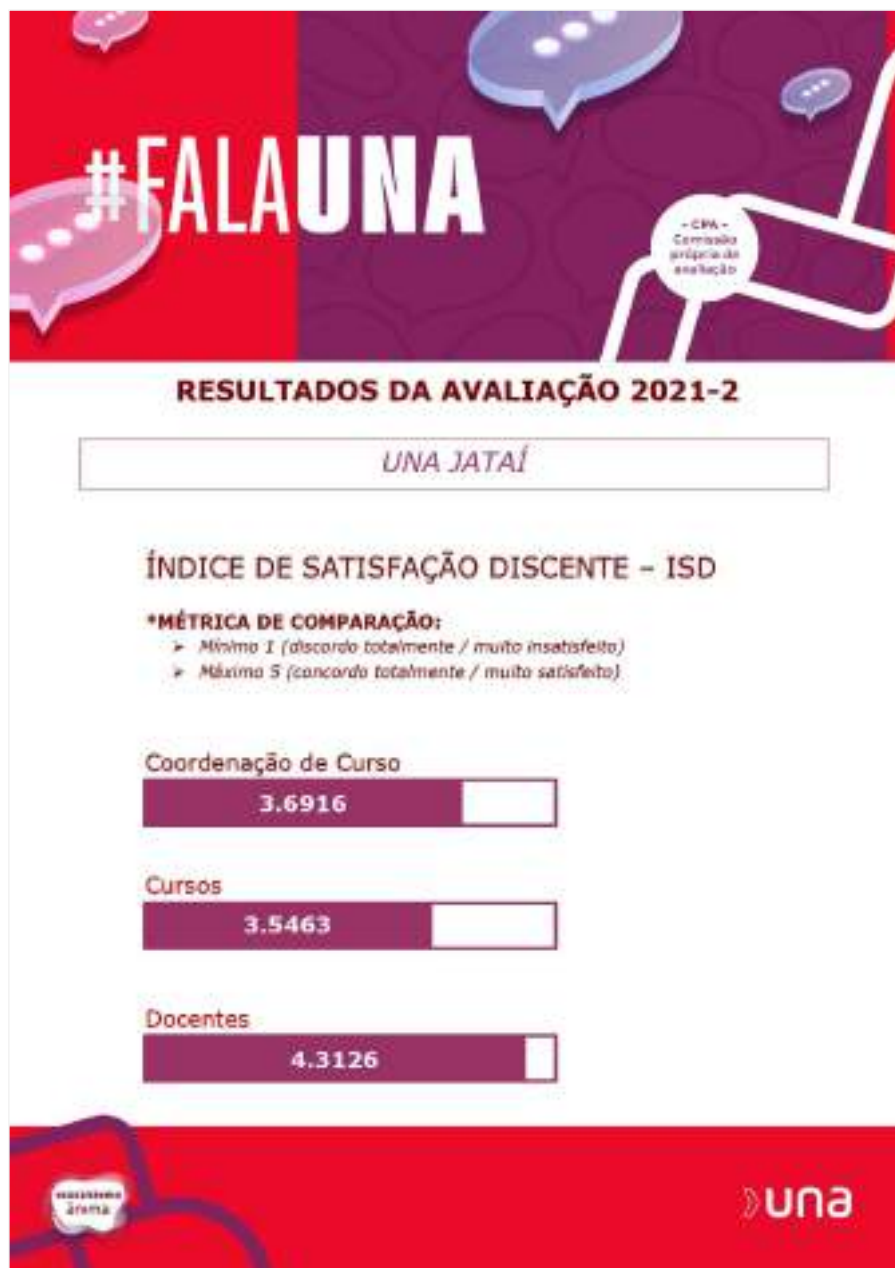 #FALAUNA
- CPA -
Comissão
própria de
avaliação
RESULTADOS DA AVALIAÇÃO 2021-2
UNA JATAÍ
ÍNDICE DE SATISFAÇÃO DISCENTE – ISD
*MÉTRICA DE COMPARAÇÃO:
➢ Mínimo 1 (discordo totalmente / muito insatisfeito)
➢ Máximo 5 (concordo totalmente / muito satisfeito)
Coordenação de Curso
3.6916
Cursos
3.5463
Docentes
4.3126
ânima
una